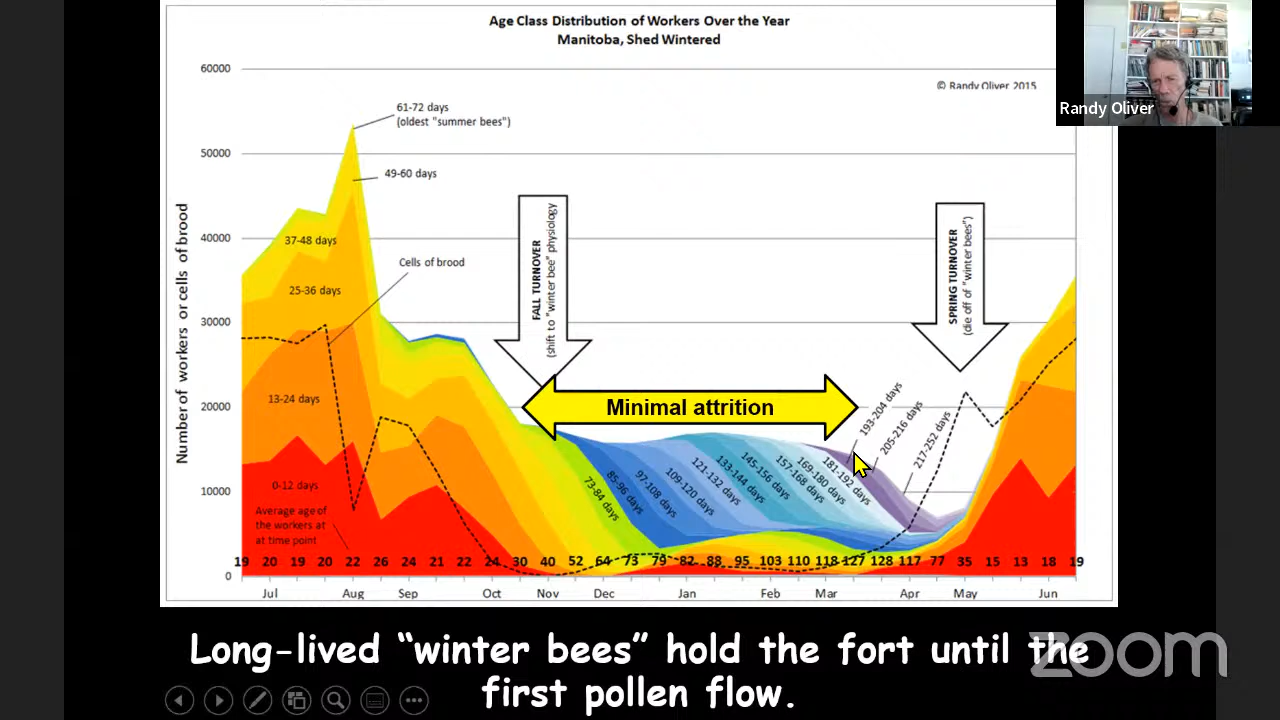 Age Class Distribution of Workers Over the Year
Manitoba, Shed Wintered
© Randy Oliver 2015
Randy Oliver
Number of workers or cells of brood
60000
50000
40000
30000
20000
10000
0
61-72 days
(oldest "summer bees")
49-60 days
37-48 days
Cells of brood
25-36 days
13-24 days
0-12 days
Average age of
the workers at
at time point
FALL TURNOVER
(shift to "winter bee" physiology
SPRING TURNOVER
(die off of "winter bees")
Minimal attrition
73-84 days
85-96 days
97-108 days
109-120 days
121-132 days
133-144 days
145-156 days
157-168 days
169-180 days
181-192 days
193-204 days
205-216 days
217-252 days
19 20 19 20 22 26 24 21 22 24 30 40 52 64 73 79 82 88 95 103 110 118 127 128 117 77 35 15 13 18 19
Jul Aug Sep Oct Nov Dec Jan Feb Mar Apr May Jun
Long-lived “winter bees” hold the fort until the
first pollen flow.
zoom